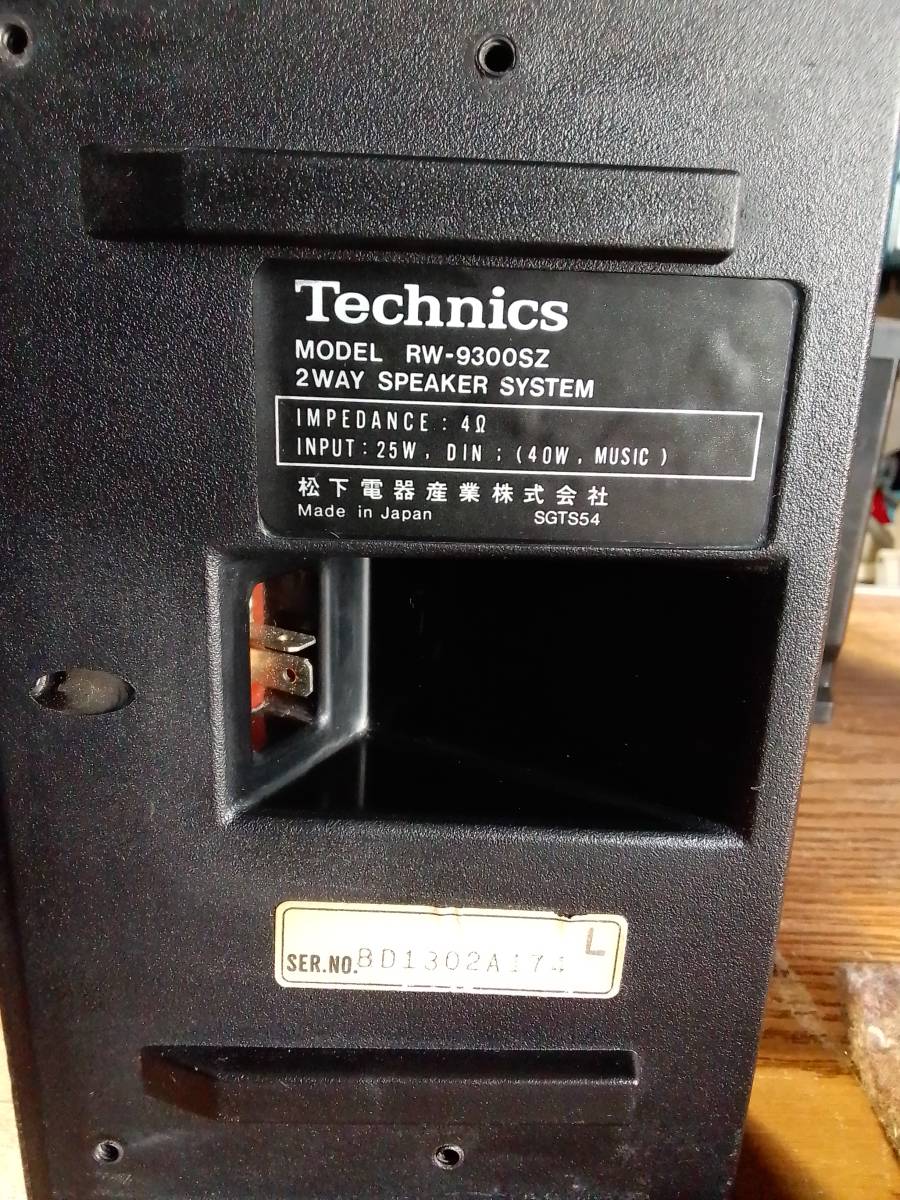 Technics
MODEL RW-9300SZ
2WAY SPEAKER SYSTEM
IMPEDANCE : 4Ω
INPUT : 25W , DIN ; (40W , MUSIC )
松下電器産業株式会社
Made in Japan SGTS54
L
SER.NO. BD1302A174